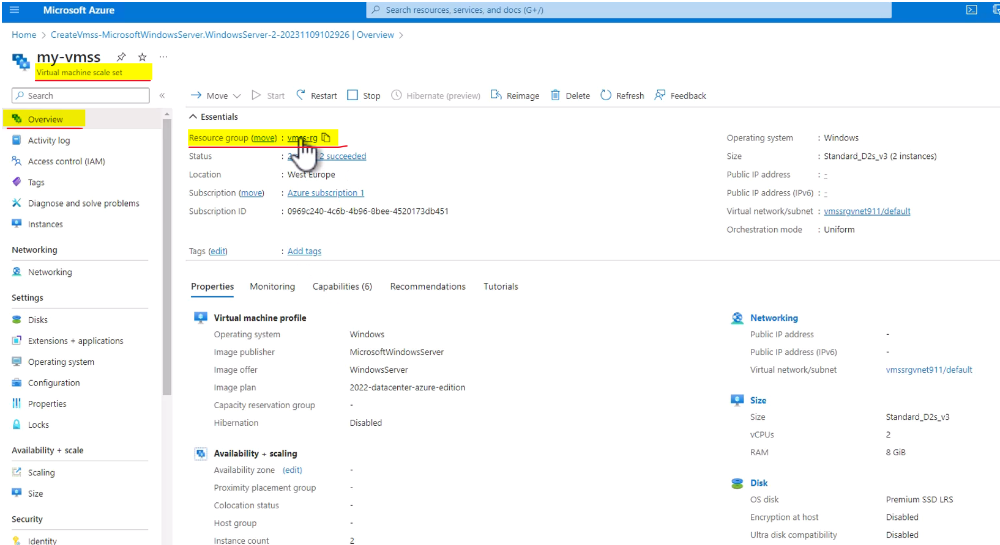 Microsoft Azure
Search resources, services, and docs (G+/)
Home > CreateVmss-MicrosoftWindowsServer.WindowsServer-2-20231109102926 | Overview >
my-vmss
Virtual machine scale set
Search
Overview
Activity log
Access control (IAM)
Tags
Diagnose and solve problems
Instances
Networking
Networking
Settings
Disks
Extensions + applications
Operating system
Configuration
Properties
Locks
Availability + scale
Scaling
Size
Security
Identity
Move Start Restart Stop Hibernate (preview) Reimage Delete Refresh Feedback
Essentials
Resource group (move) : vmss-rg
Status : 2 2 succeeded
Location : West Europe
Subscription (move) : Azure subscription 1
Subscription ID : 0969c240-4c6b-4b96-8bee-4520173db451
Tags (edit) : Add tags
Operating system : Windows
Size : Standard_D2s_v3 (2 instances)
Public IP address : -
Public IP address (IPv6) : -
Virtual network/subnet : vmssrgvnet911/default
Orchestration mode : Uniform
Properties Monitoring Capabilities (6) Recommendations Tutorials
Virtual machine profile
Operating system Windows
Image publisher MicrosoftWindowsServer
Image offer WindowsServer
Image plan 2022-datacenter-azure-edition
Capacity reservation group -
Hibernation Disabled
Availability + scaling
Availability zone (edit) -
Proximity placement group -
Colocation status -
Host group -
Instance count 2
Networking
Public IP address -
Public IP address (IPv6) -
Virtual network/subnet vmssrgvnet911/default
Size
Size Standard_D2s_v3
vCPUs 2
RAM 8 GiB
Disk
OS disk Premium SSD LRS
Encryption at host Disabled
Ultra disk compatibility Disabled